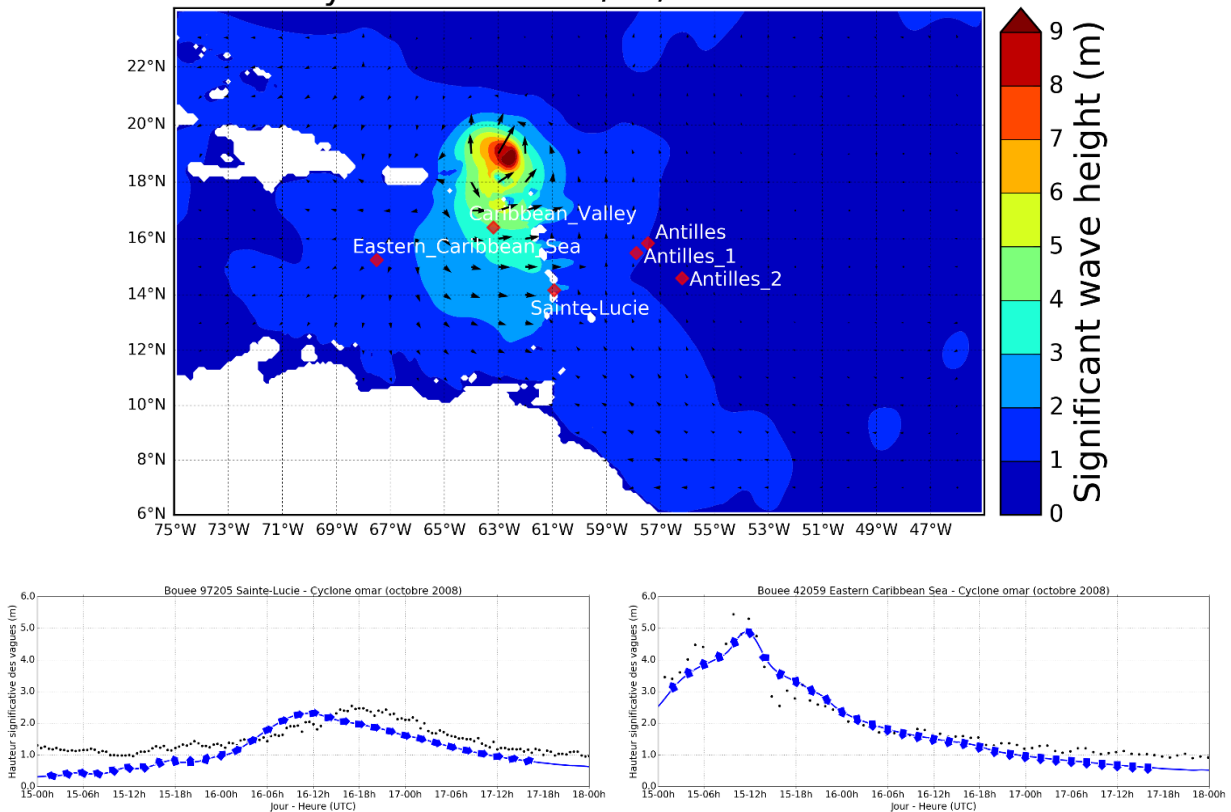 22°N
20°N
18°N
16°N
14°N
12°N
10°N
8°N
6°N
75°W 73°W 71°W 69°W 67°W 65°W 63°W 61°W 59°W 57°W 55°W 53°W 51°W 49°W 47°W
Caribbean_Valley
Eastern_Caribbean_Sea
Antilles
Antilles_1
Antilles_2
Sainte-Lucie
9
8
7
6
5
4
3
2
1
0
Significant wave height (m)
Bouee 97205 Sainte-Lucie - Cyclone omar (octobre 2008)
Hauteur significative des vagues (m)
6.0
5.0
4.0
3.0
2.0
1.0
0.0
15-00h 15-06h 15-12h 15-18h 16-00h 16-06h 16-12h 16-18h 17-00h 17-06h 17-12h 17-18h 18-00h
Jour - Heure (UTC)
Bouee 42059 Eastern Caribbean Sea - Cyclone omar (octobre 2008)
Hauteur significative des vagues (m)
6.0
5.0
4.0
3.0
2.0
1.0
0.0
15-00h 15-06h 15-12h 15-18h 16-00h 16-06h 16-12h 16-18h 17-00h 17-06h 17-12h 17-18h 18-00h
Jour - Heure (UTC)